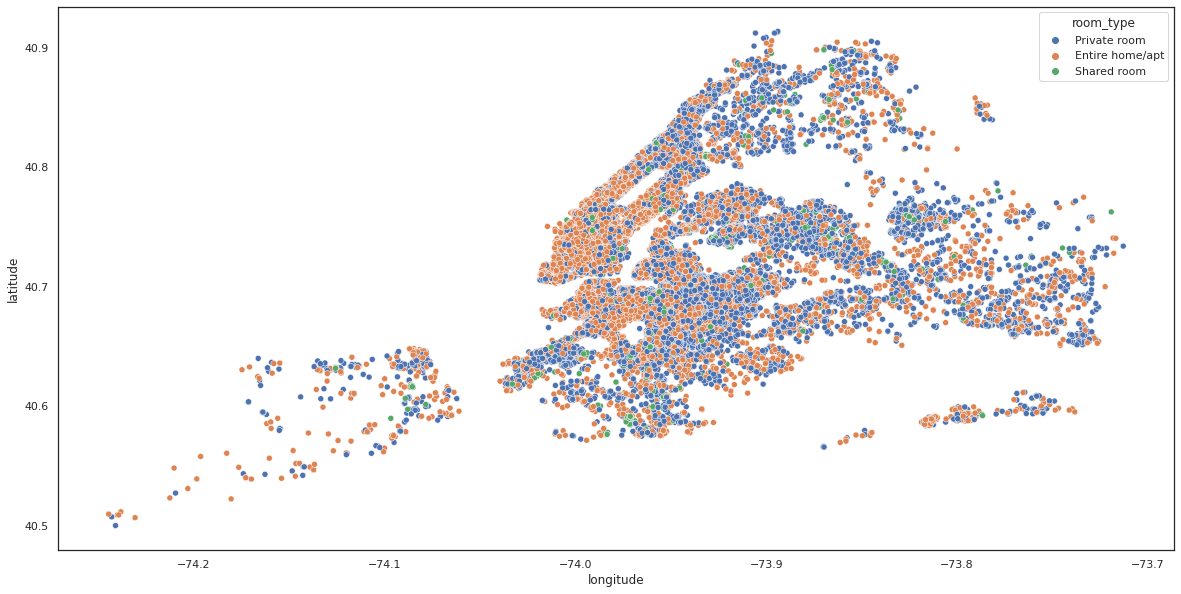 room_type
Private room
Entire home/apt
Shared room
40.9
40.8
40.7
40.6
40.5
latitude
−74.2 −74.1 −74.0 −73.9 −73.8 −73.7
longitude